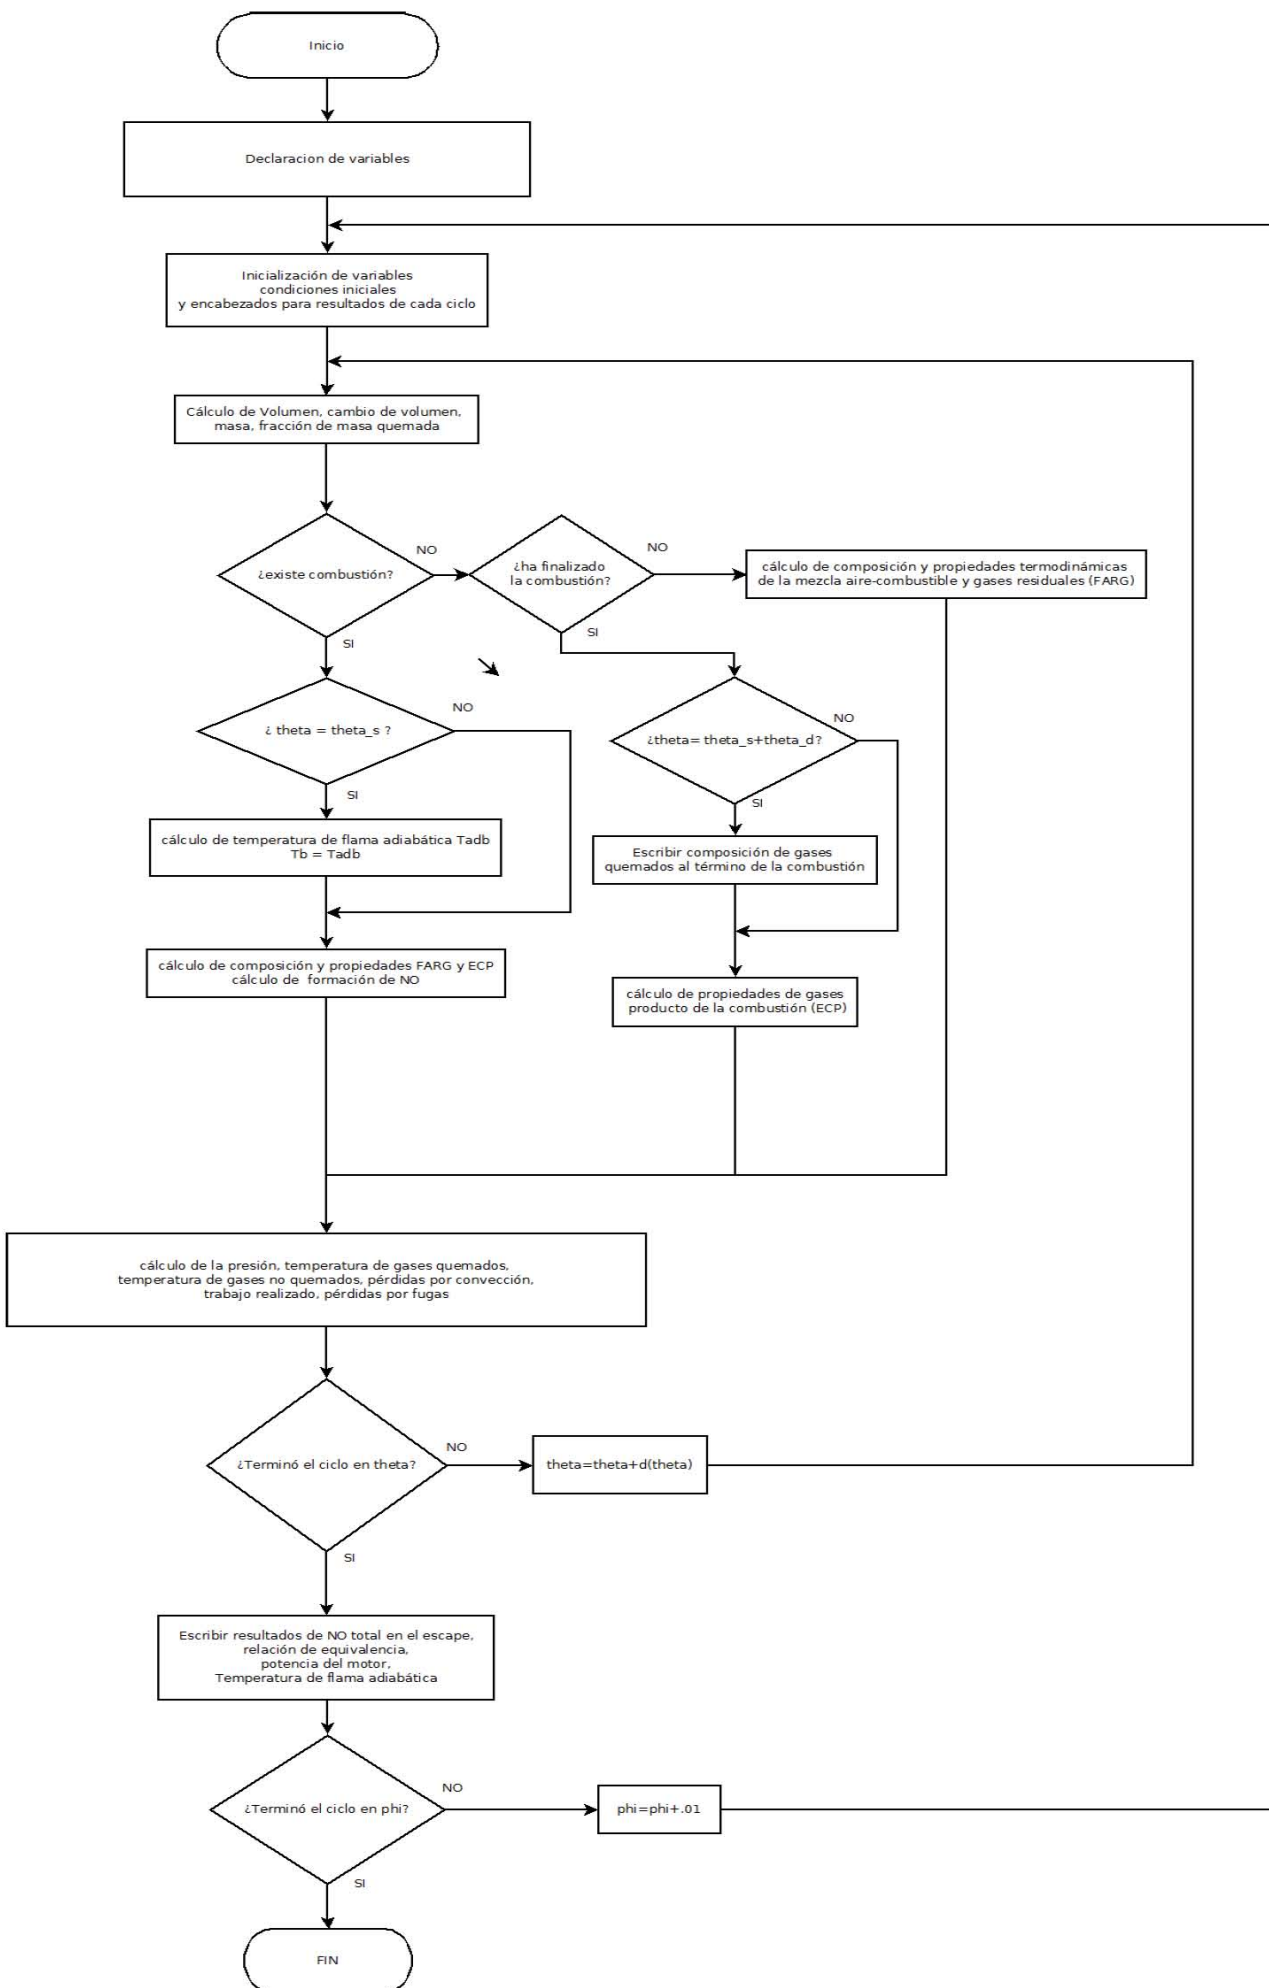 Inicio
Declaracion de variables
Inicialización de variables
condiciones iniciales
y encabezados para resultados de cada ciclo
Cálculo de Volumen, cambio de volumen,
masa, fracción de masa quemada
¿existe combustión?
NO
SI
¿ha finalizado
la combustión?
NO
SI
cálculo de composición y propiedades termodinámicas
de la mezcla aire-combustible y gases residuales (FARG)
¿ theta = theta_s ?
NO
SI
¿theta= theta_s+theta_d?
NO
SI
cálculo de temperatura de flama adiabática Tadb
Tb = Tadb
Escribir composición de gases
quemados al término de la combustión
cálculo de composición y propiedades FARG y ECP
cálculo de formación de NO
cálculo de propiedades de gases
producto de la combustión (ECP)
cálculo de la presión, temperatura de gases quemados,
temperatura de gases no quemados, pérdidas por convección,
trabajo realizado, pérdidas por fugas
¿Terminó el ciclo en theta?
NO
SI
theta=theta+d(theta)
Escribir resultados de NO total en el escape,
relación de equivalencia,
potencia del motor,
Temperatura de flama adiabática
¿Terminó el ciclo en phi?
NO
SI
phi=phi+.01
FIN